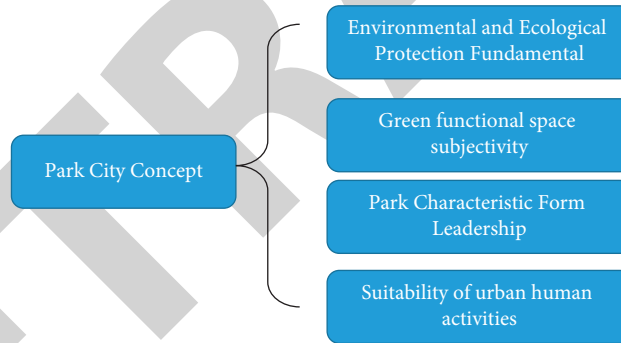 Environmental and Ecological
Protection Fundamental
Green functional space
subjectivity
Park City Concept
Park Characteristic Form
Leadership
Suitability of urban human
activities